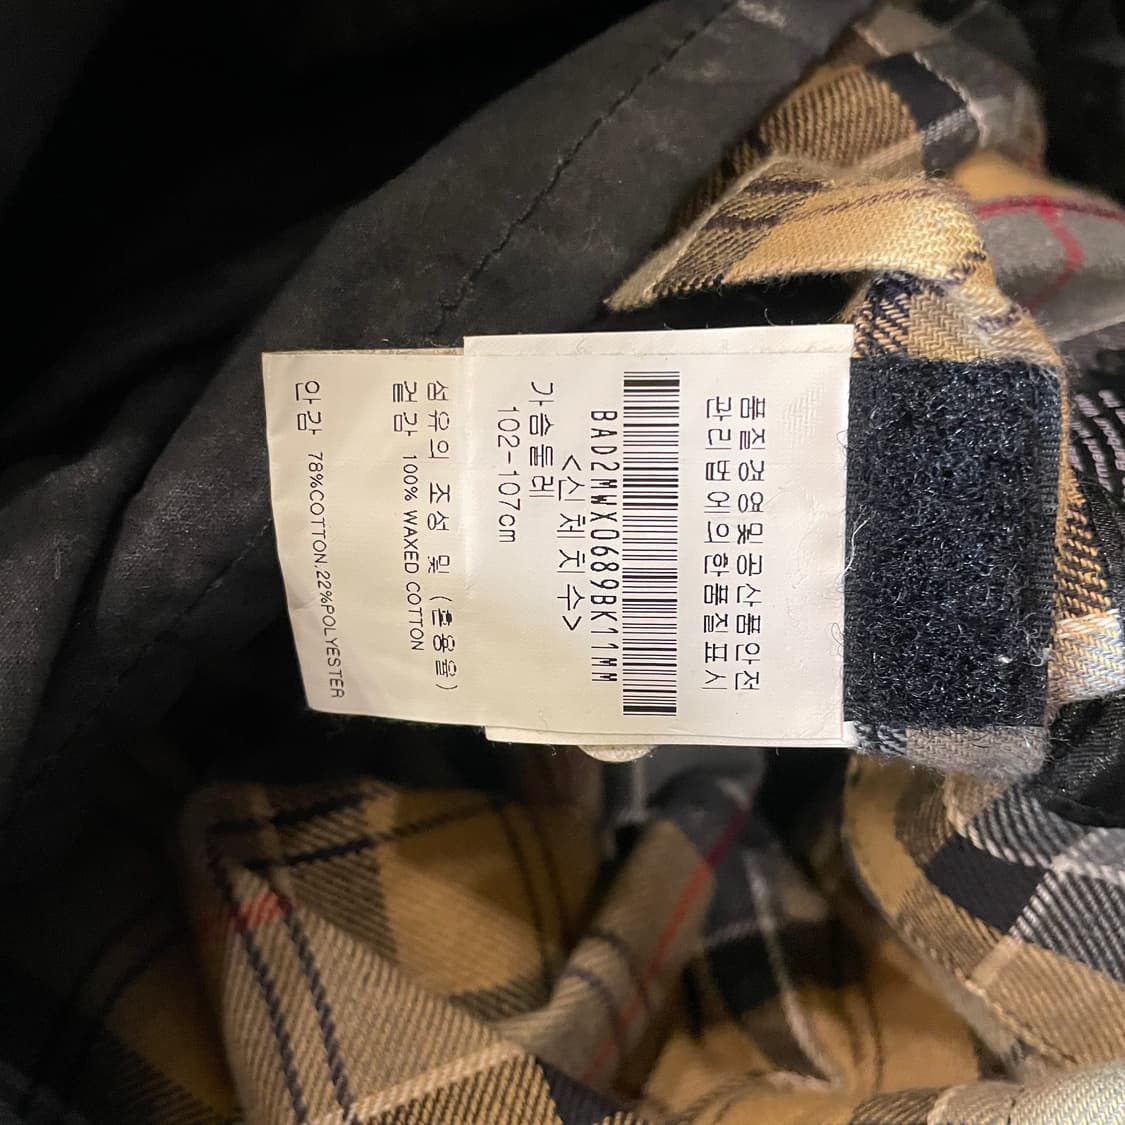 품질경영및공산품안전
관리법에의한품질표시
BAD2MWX0689BK11MM
<신체치수>
가슴둘레
102-107cm
섬유의 조성 및 (혼용율)
겉감 100% WAXED COTTON
안감 78%COTTON.22%POLYESTER